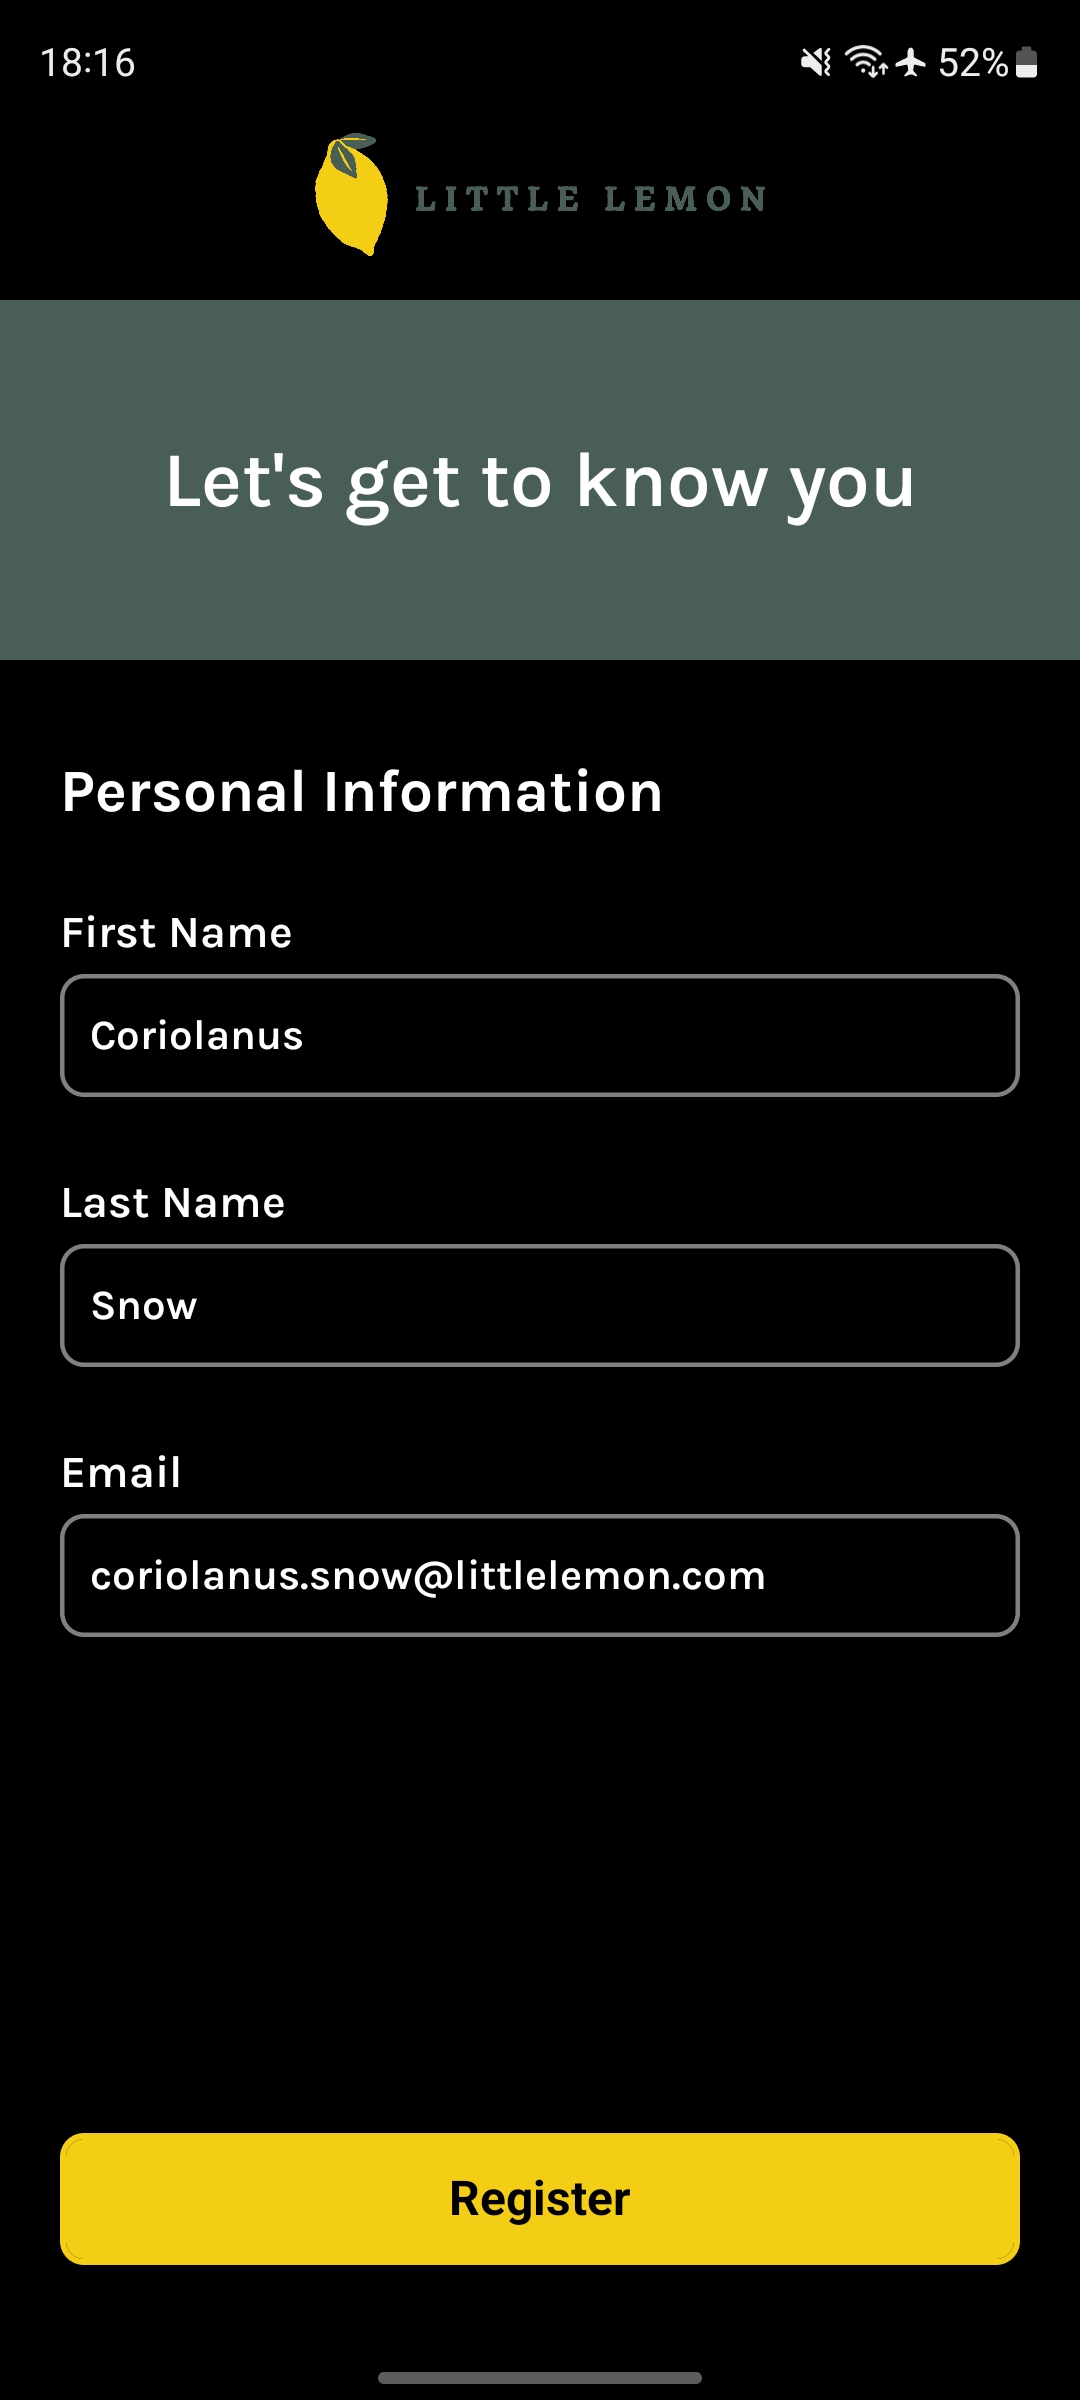 18:16
52%
LITTLE LEMON
Let's get to know you
Personal Information
First Name
Coriolanus
Last Name
Snow
Email
coriolanus.snow@littlelemon.com
Register